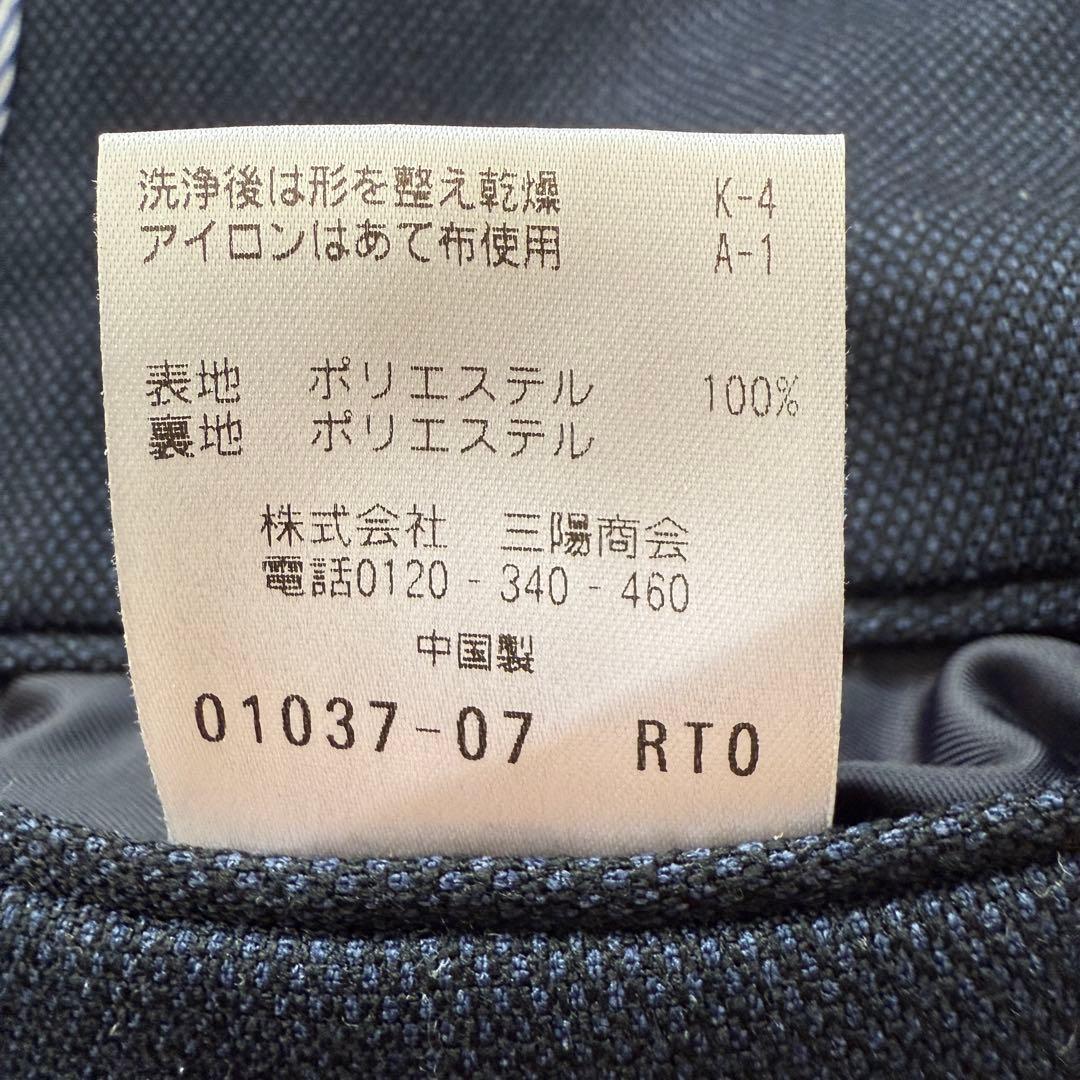 洗浄後は形を整え乾燥 K-4
アイロンはあて布使用 A-1
表地 ポリエステル 100%
裏地 ポリエステル
株式会社 三陽商会
電話0120-340-460
中国製
01037-07 RTO